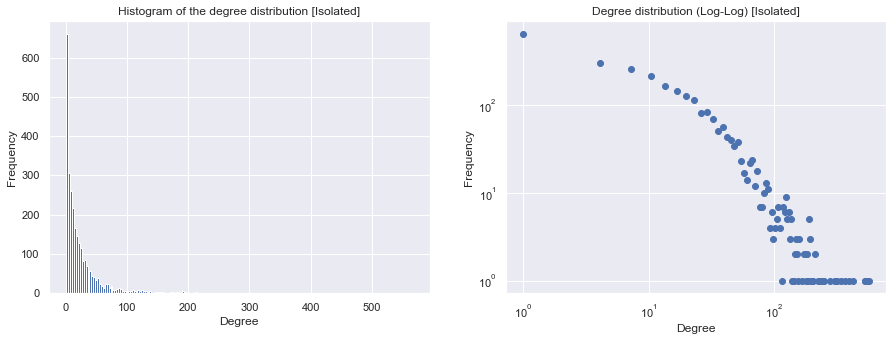 Histogram of the degree distribution [Isolated]
600
500
400
300
200
100
0
Frequency
0 100 200 300 400 500
Degree
Degree distribution (Log-Log) [Isolated]
10²
10¹
10⁰
Frequency
10⁰ 10¹ 10²
Degree